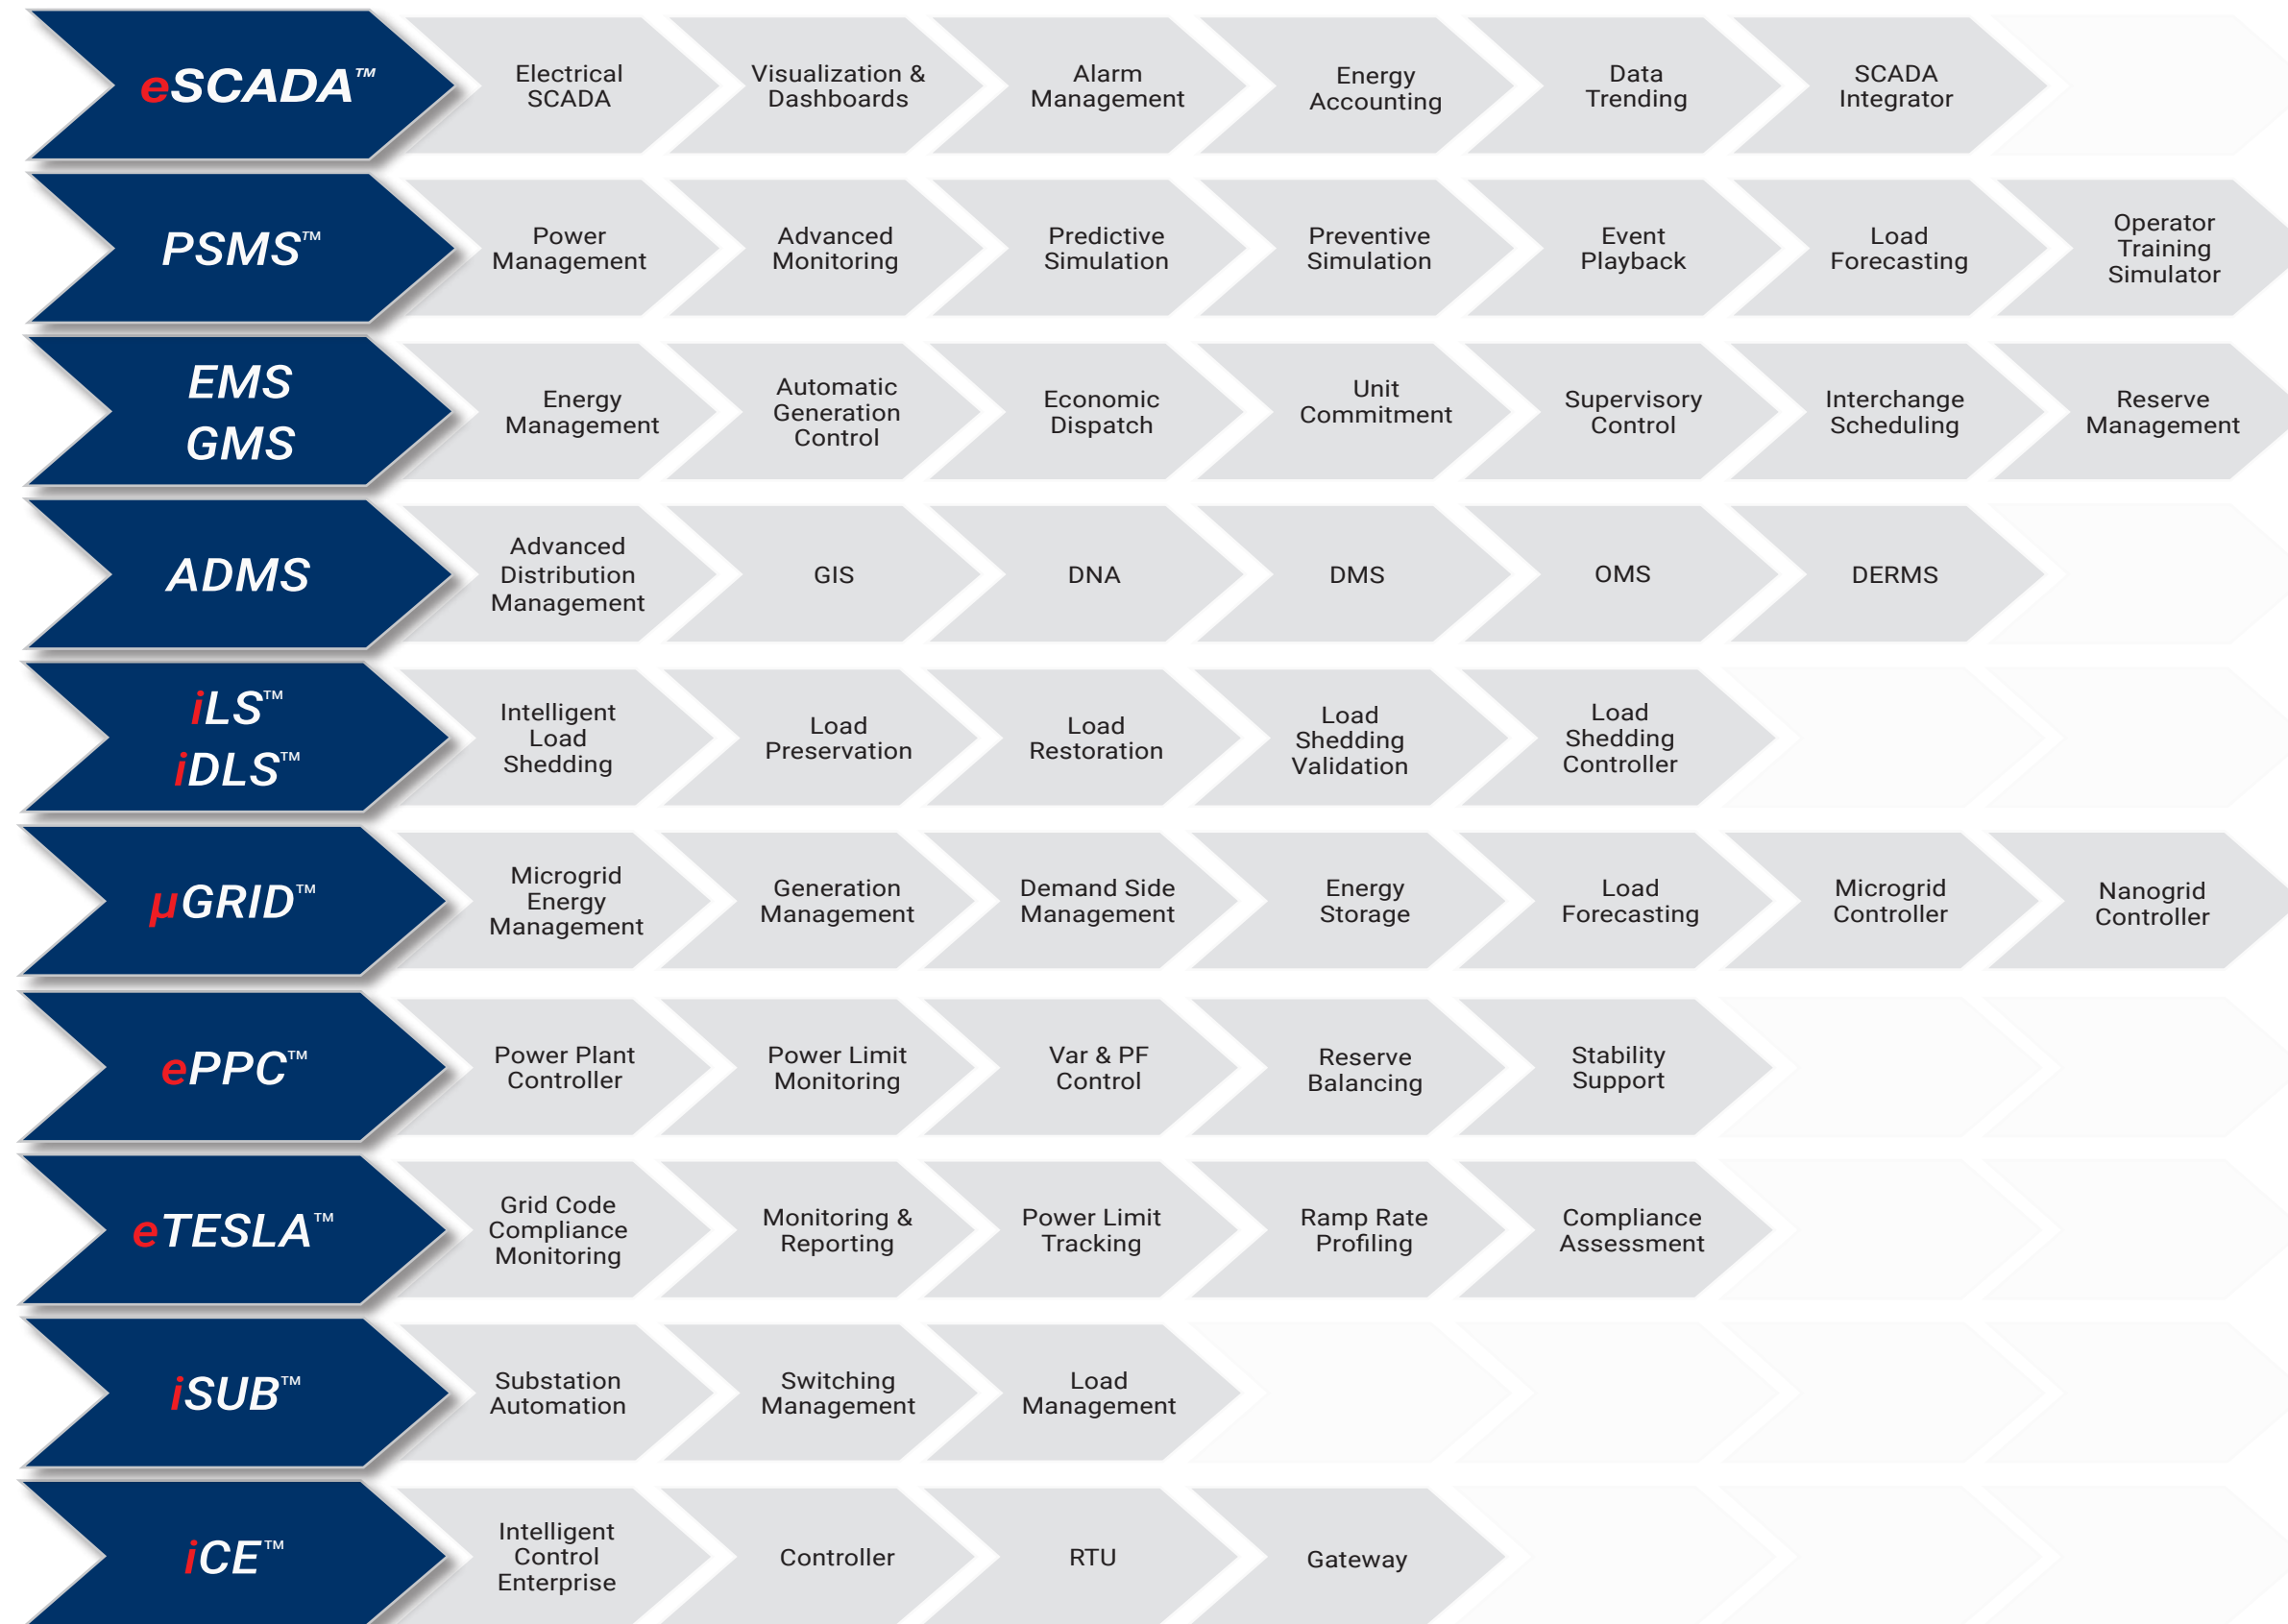 eSCADA™
Electrical
SCADA
Visualization &
Dashboards
Alarm
Management
Energy
Accounting
Data
Trending
SCADA
Integrator
PSMS™
Power
Management
Advanced
Monitoring
Predictive
Simulation
Preventive
Simulation
Event
Playback
Load
Forecasting
Operator
Training
Simulator
EMS
GMS
Energy
Management
Automatic
Generation
Control
Economic
Dispatch
Unit
Commitment
Supervisory
Control
Interchange
Scheduling
Reserve
Management
ADMS
Advanced
Distribution
Management
GIS
DNA
DMS
OMS
DERMS
iLS™
iDLS™
Intelligent
Load
Shedding
Load
Preservation
Load
Restoration
Load
Shedding
Validation
Load
Shedding
Controller
µGRID™
Microgrid
Energy
Management
Generation
Management
Demand Side
Management
Energy
Storage
Load
Forecasting
Microgrid
Controller
Nanogrid
Controller
ePPC™
Power Plant
Controller
Power Limit
Monitoring
Var & PF
Control
Reserve
Balancing
Stability
Support
eTESLA™
Grid Code
Compliance
Monitoring
Monitoring &
Reporting
Power Limit
Tracking
Ramp Rate
Profiling
Compliance
Assessment
iSUB™
Substation
Automation
Switching
Management
Load
Management
iCE™
Intelligent
Control
Enterprise
Controller
RTU
Gateway